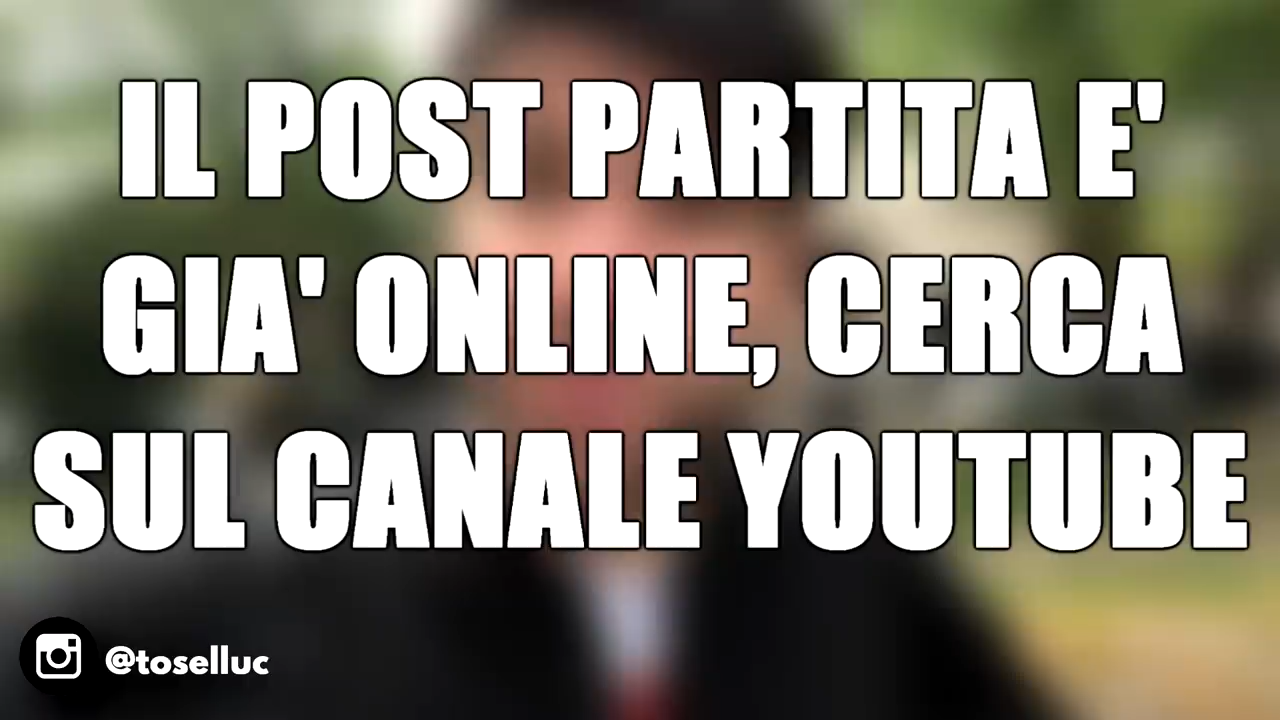 IL POST PARTITA E'
GIA' ONLINE, CERCA
SUL CANALE YOUTUBE
@toselluc